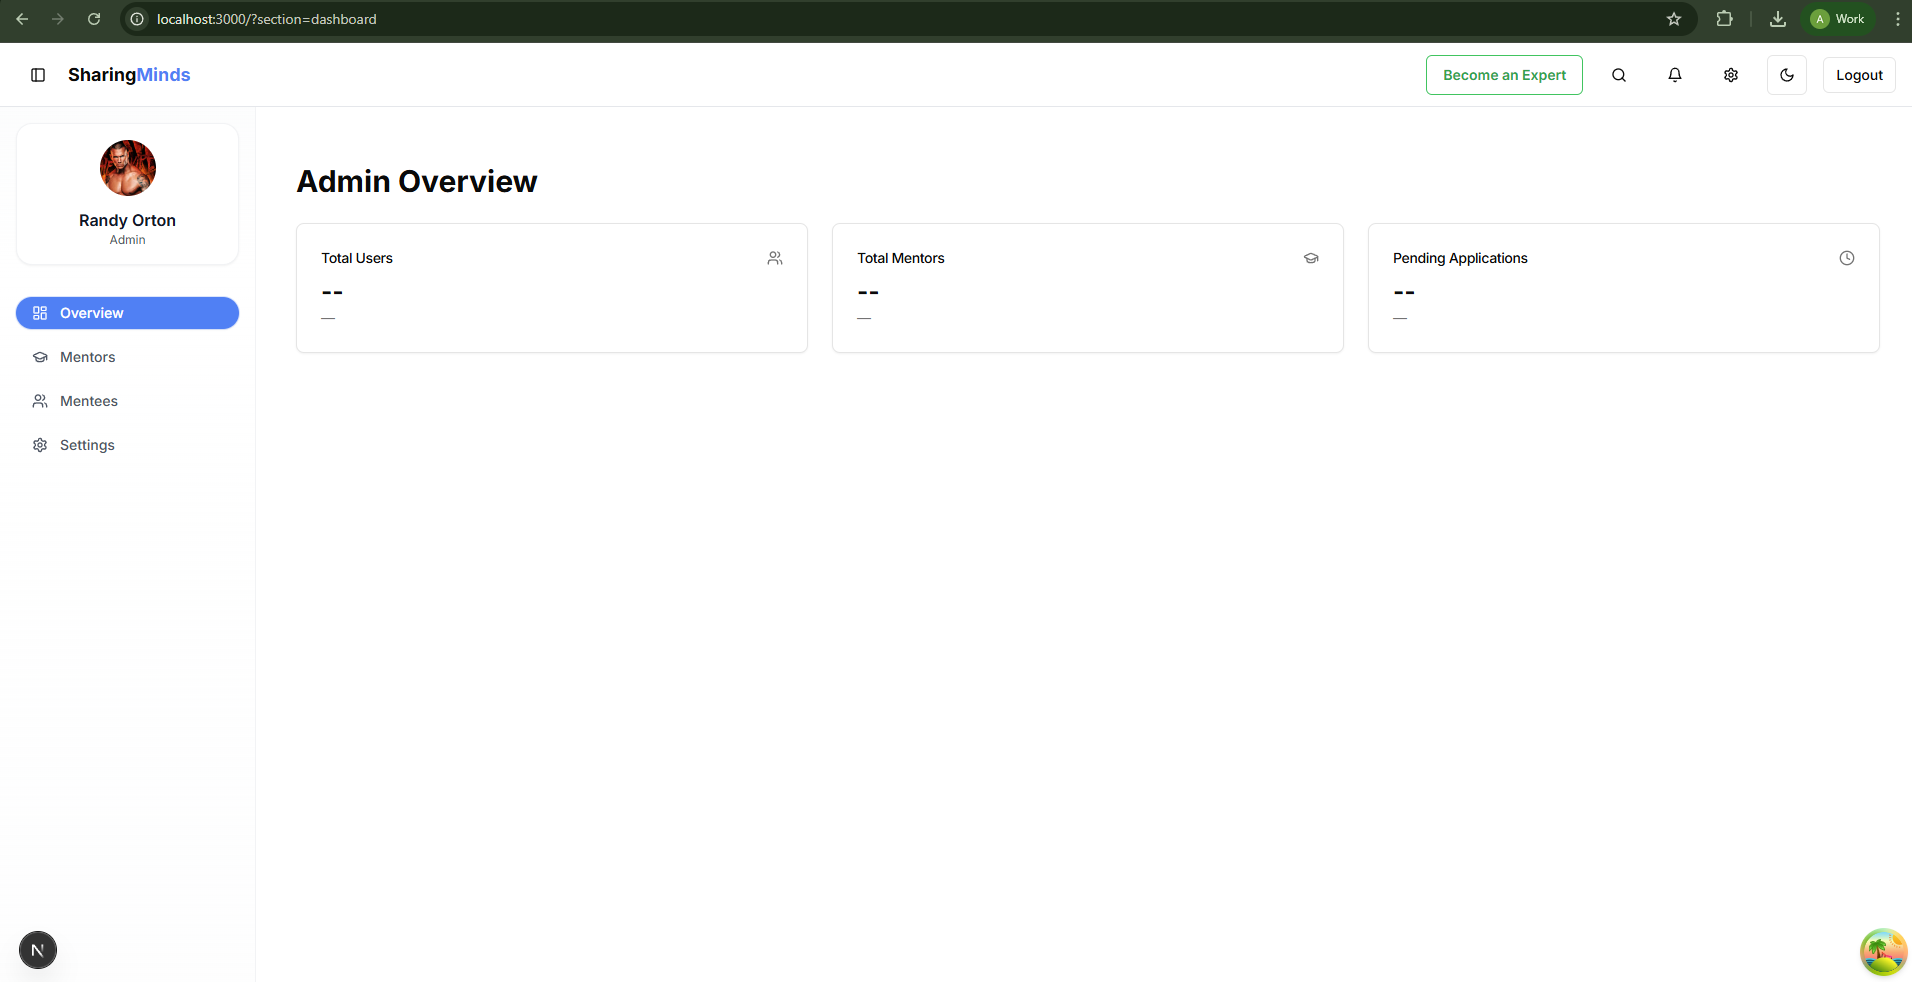 localhost:3000/?section=dashboard
A Work
SharingMinds
Become an Expert
Logout
Randy Orton
Admin
Overview
Mentors
Mentees
Settings
Admin Overview
Total Users
--
—
Total Mentors
--
—
Pending Applications
--
—
N